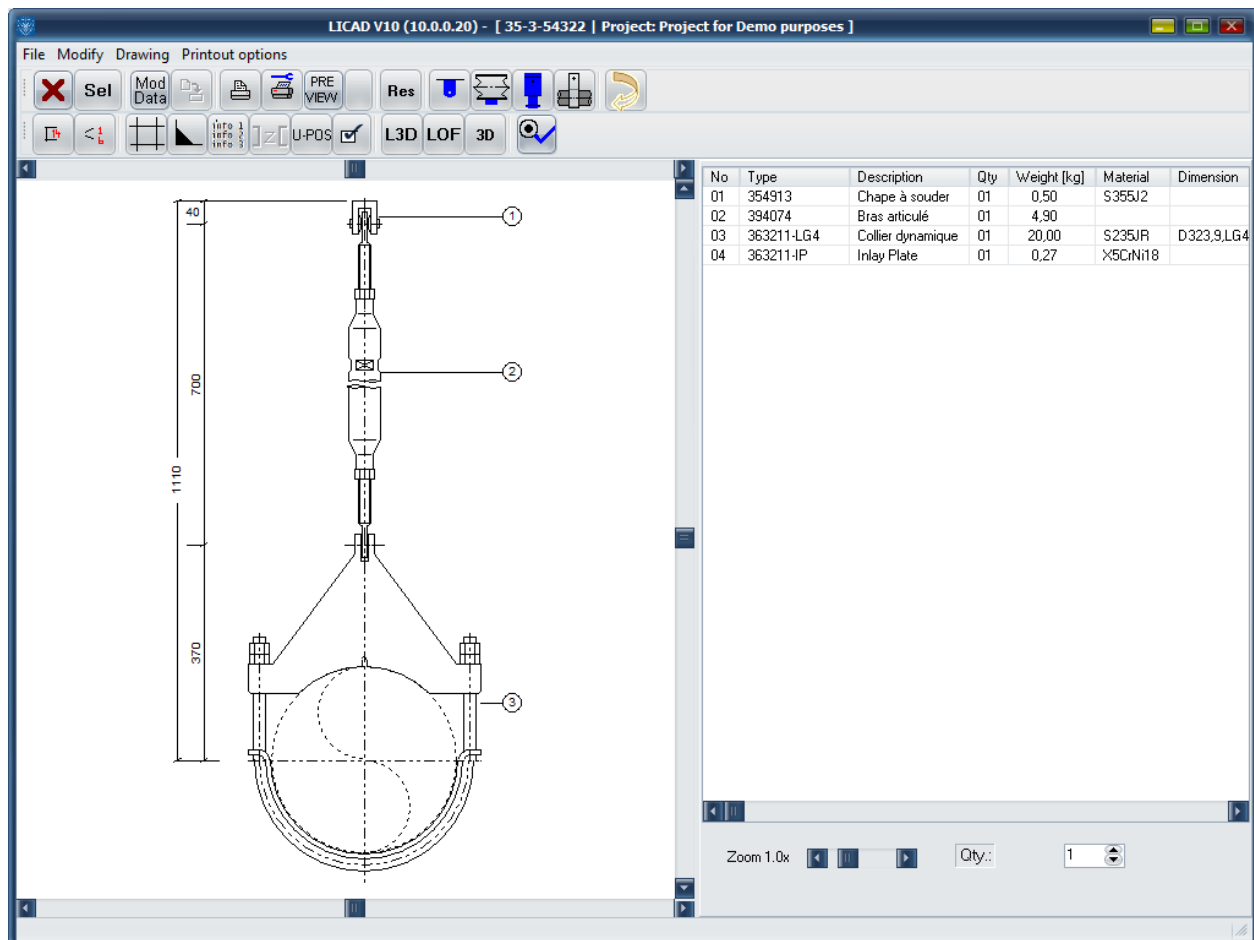 LICAD V10 (10.0.0.20) - [ 35-3-54322 | Project: Project for Demo purposes ]
File Modify Drawing Printout options
Sel Mod Data PRE VIEW Res
info 1
info 2
info 3
]z[ U-POS L3D LOF 3D
No Type Description Qty Weight [kg] Material Dimension
01 354913 Chape à souder 01 0,50 S355J2
02 394074 Bras articulé 01 4,90
03 363211-LG4 Collier dynamique 01 20,00 S235JR D323,9,LG4
04 363211-IP Inlay Plate 01 0,27 X5CrNi18
40
1
700
2
1110
370
3
Zoom 1.0x Qty.: 1